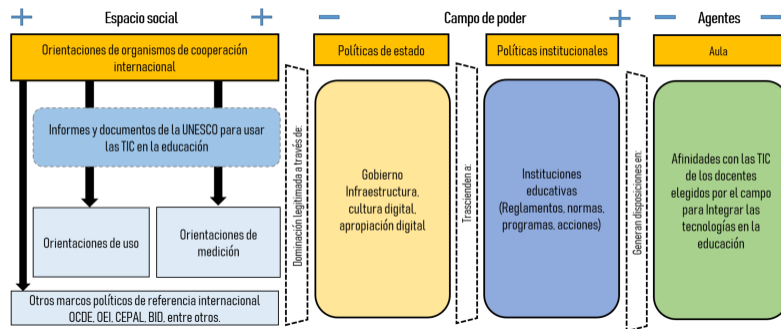 + Espacio social +
− Campo de poder +
− Agentes −
Orientaciones de organismos de cooperación
internacional
Informes y documentos de la UNESCO para usar
las TIC en la educación
Orientaciones de uso
Orientaciones de
medición
Otros marcos políticos de referencia internacional
OCDE, OEI, CEPAL, BID, entre otros.
Dominación legitimada a través de:
Políticas de estado
Gobierno
Infraestructura,
cultura digital,
apropiación digital
Trascienden a:
Políticas institucionales
Instituciones
educativas
(Reglamentos, normas,
programas, acciones)
Generan disposiciones en:
Aula
Afinidades con las TIC
de los docentes
elegidos por el campo
para Integrar las
tecnologías en la
educación